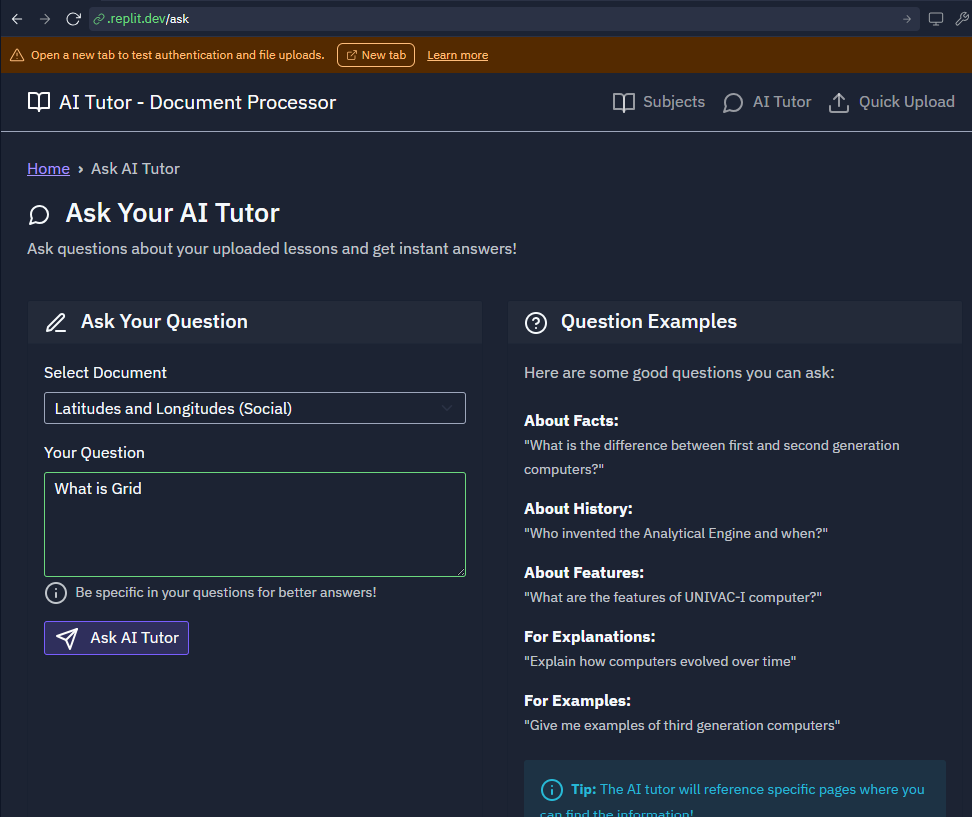 .replit.dev/ask
Open a new tab to test authentication and file uploads. New tab Learn more
AI Tutor - Document Processor
Subjects AI Tutor Quick Upload
Home › Ask AI Tutor
Ask Your AI Tutor
Ask questions about your uploaded lessons and get instant answers!
Ask Your Question
Select Document
Latitudes and Longitudes (Social)
Your Question
What is Grid
Be specific in your questions for better answers!
Ask AI Tutor
Question Examples
Here are some good questions you can ask:
About Facts:
"What is the difference between first and second generation
computers?"
About History:
"Who invented the Analytical Engine and when?"
About Features:
"What are the features of UNIVAC-I computer?"
For Explanations:
"Explain how computers evolved over time"
For Examples:
"Give me examples of third generation computers"
Tip: The AI tutor will reference specific pages where you
can find the information!